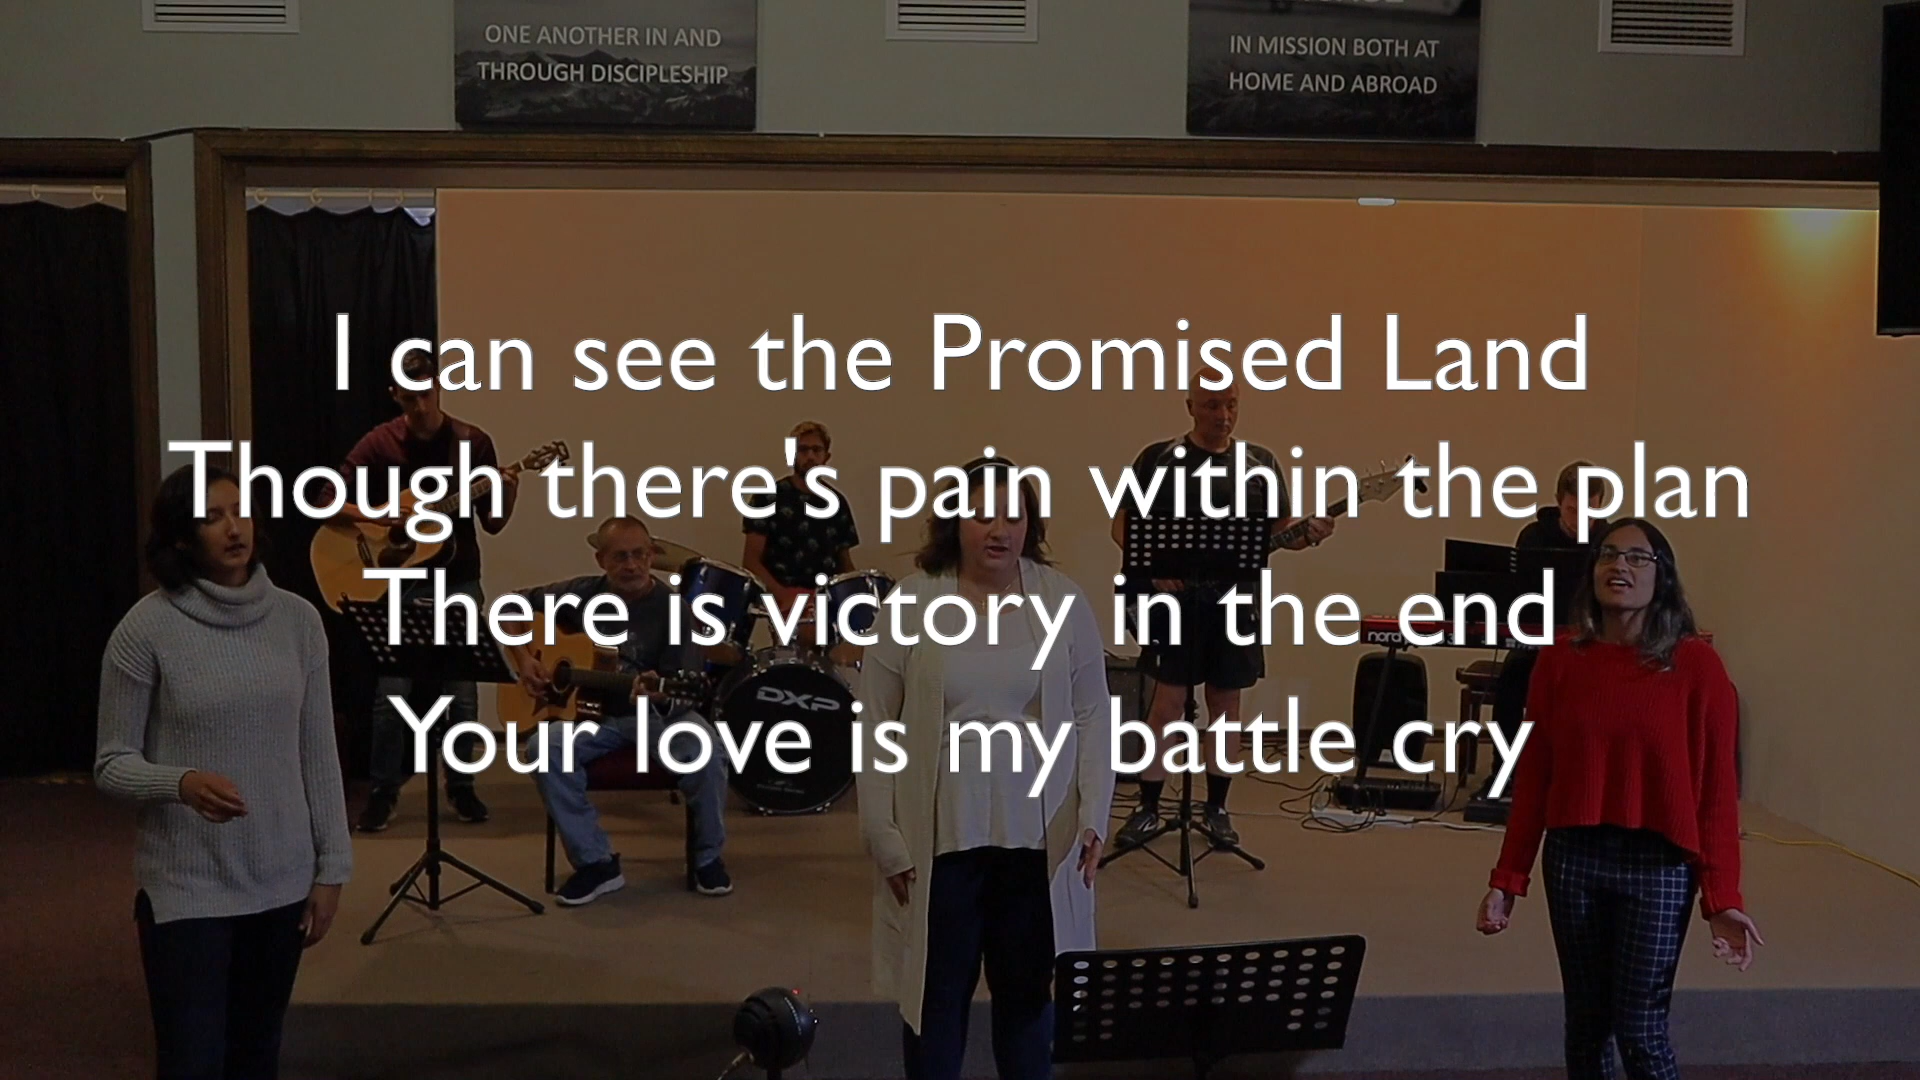 ONE ANOTHER IN AND
THROUGH DISCIPLESHIP
IN MISSION BOTH AT
HOME AND ABROAD
I can see the Promised Land
Though there's pain within the plan
There is victory in the end
Your love is my battle cry
nord
DXP